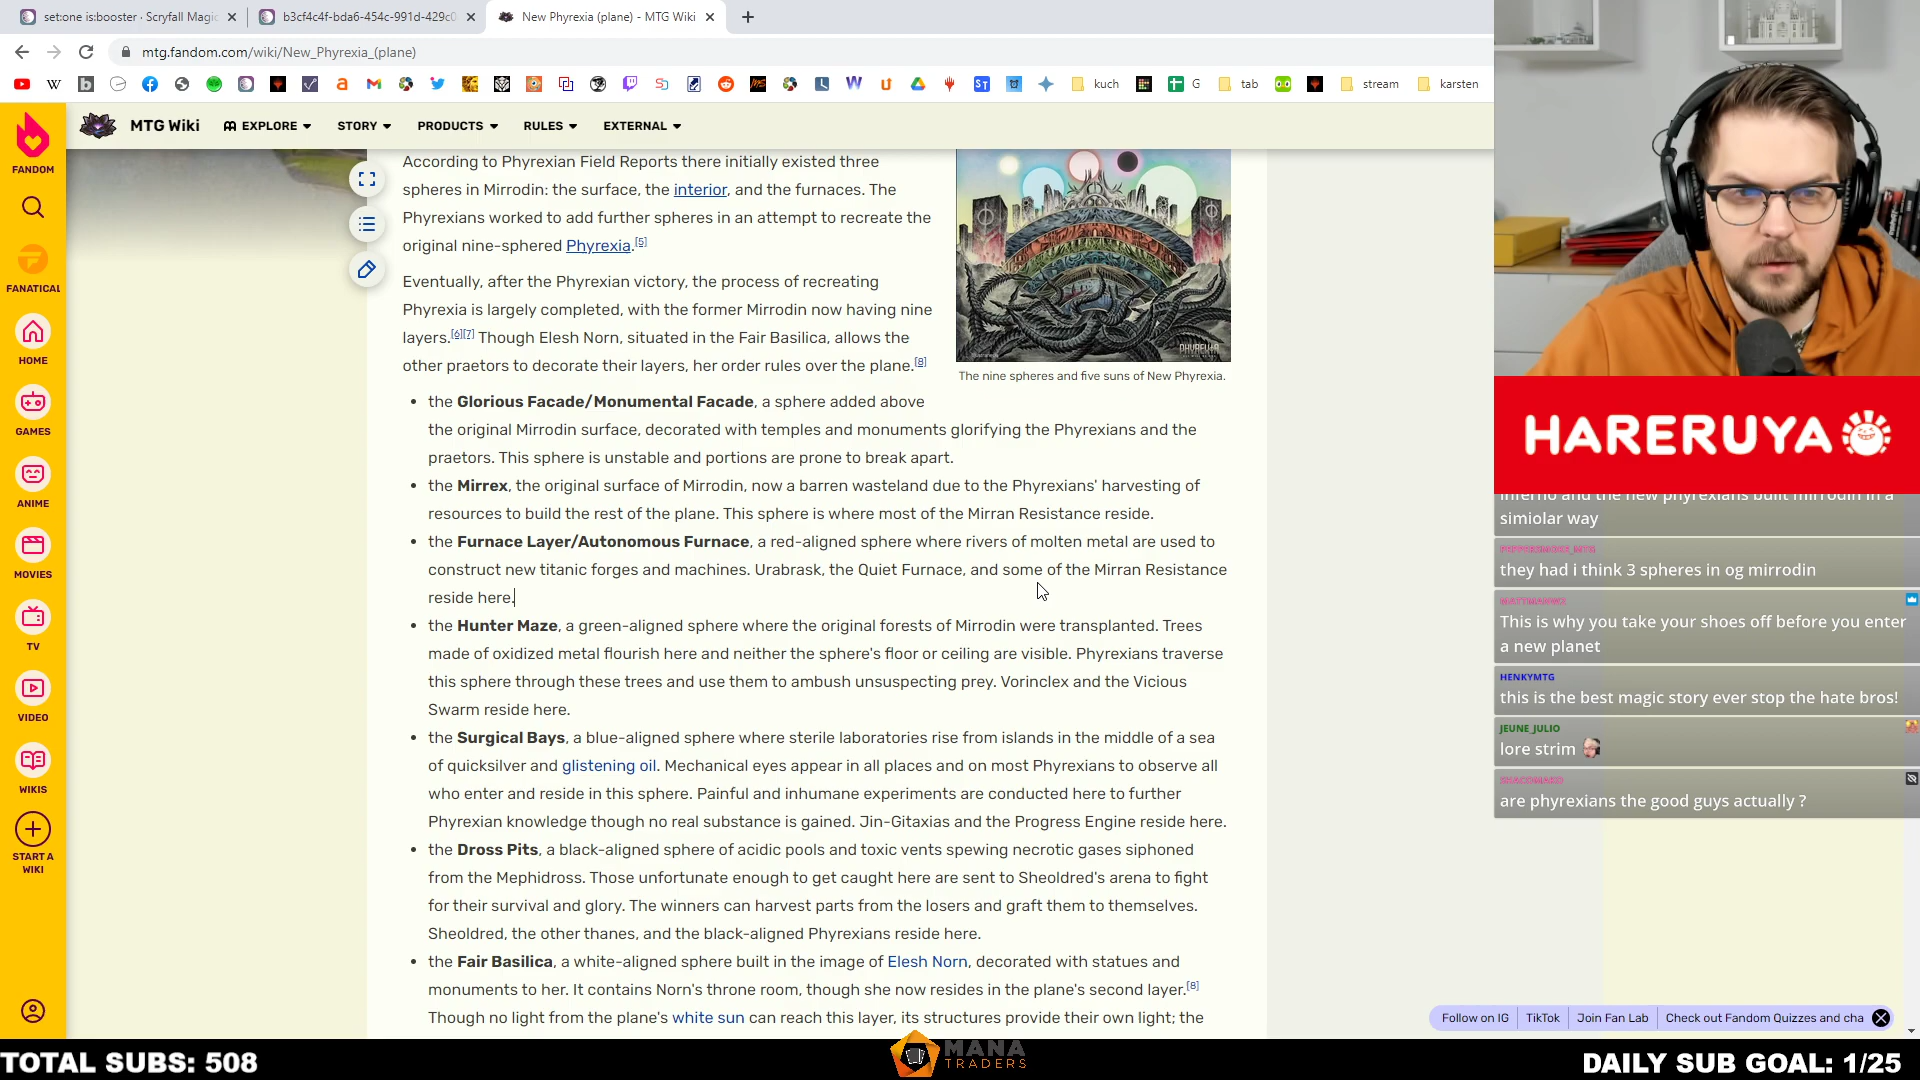 set:one is:booster · Scryfall Magic
b3cf4c4f-bda6-454c-991d-429c0
New Phyrexia (plane) - MTG Wiki
mtg.fandom.com/wiki/New_Phyrexia_(plane)
kuch
G
tab
stream
karsten
FANDOM
FANATICAL
HOME
GAMES
ANIME
MOVIES
TV
VIDEO
WIKIS
START A
WIKI
MTG Wiki
EXPLORE
STORY
PRODUCTS
RULES
EXTERNAL
According to Phyrexian Field Reports there initially existed three
spheres in Mirrodin: the surface, the interior, and the furnaces. The
Phyrexians worked to add further spheres in an attempt to recreate the
original nine-sphered Phyrexia.[5]
Eventually, after the Phyrexian victory, the process of recreating
Phyrexia is largely completed, with the former Mirrodin now having nine
layers.[6][7] Though Elesh Norn, situated in the Fair Basilica, allows the
other praetors to decorate their layers, her order rules over the plane.[8]
PHYREXIA
The nine spheres and five suns of New Phyrexia.
• the Glorious Facade/Monumental Facade, a sphere added above
the original Mirrodin surface, decorated with temples and monuments glorifying the Phyrexians and the
praetors. This sphere is unstable and portions are prone to break apart.
• the Mirrex, the original surface of Mirrodin, now a barren wasteland due to the Phyrexians' harvesting of
resources to build the rest of the plane. This sphere is where most of the Mirran Resistance reside.
• the Furnace Layer/Autonomous Furnace, a red-aligned sphere where rivers of molten metal are used to
construct new titanic forges and machines. Urabrask, the Quiet Furnace, and some of the Mirran Resistance
reside here.
• the Hunter Maze, a green-aligned sphere where the original forests of Mirrodin were transplanted. Trees
made of oxidized metal flourish here and neither the sphere's floor or ceiling are visible. Phyrexians traverse
this sphere through these trees and use them to ambush unsuspecting prey. Vorinclex and the Vicious
Swarm reside here.
• the Surgical Bays, a blue-aligned sphere where sterile laboratories rise from islands in the middle of a sea
of quicksilver and glistening oil. Mechanical eyes appear in all places and on most Phyrexians to observe all
who enter and reside in this sphere. Painful and inhumane experiments are conducted here to further
Phyrexian knowledge though no real substance is gained. Jin-Gitaxias and the Progress Engine reside here.
• the Dross Pits, a black-aligned sphere of acidic pools and toxic vents spewing necrotic gases siphoned
from the Mephidross. Those unfortunate enough to get caught here are sent to Sheoldred's arena to fight
for their survival and glory. The winners can harvest parts from the losers and graft them to themselves.
Sheoldred, the other thanes, and the black-aligned Phyrexians reside here.
• the Fair Basilica, a white-aligned sphere built in the image of Elesh Norn, decorated with statues and
monuments to her. It contains Norn's throne room, though she now resides in the plane's second layer.[8]
Though no light from the plane's white sun can reach this layer, its structures provide their own light; the
HARERUYA
inferno and the new phyrexians built mirrodin in a
simiolar way
they had i think 3 spheres in og mirrodin
This is why you take your shoes off before you enter
a new planet
HENKYMTG
this is the best magic story ever stop the hate bros!
JEUNE_JULIO
lore strim
are phyrexians the good guys actually ?
Follow on IG
TikTok
Join Fan Lab
Check out Fandom Quizzes and cha
TOTAL SUBS: 508
MANA
TRADERS
DAILY SUB GOAL: 1/25